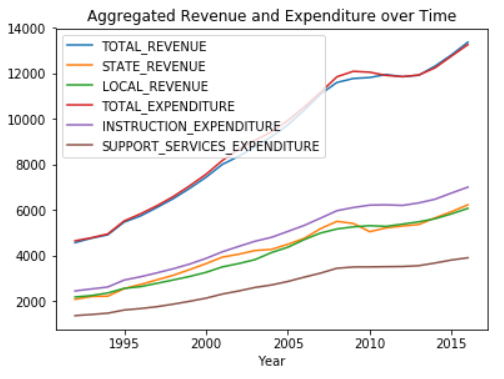 Aggregated Revenue and Expenditure over Time
14000
12000
10000
8000
6000
4000
2000
TOTAL_REVENUE
STATE_REVENUE
LOCAL_REVENUE
TOTAL_EXPENDITURE
INSTRUCTION_EXPENDITURE
SUPPORT_SERVICES_EXPENDITURE
1995 2000 2005 2010 2015
Year